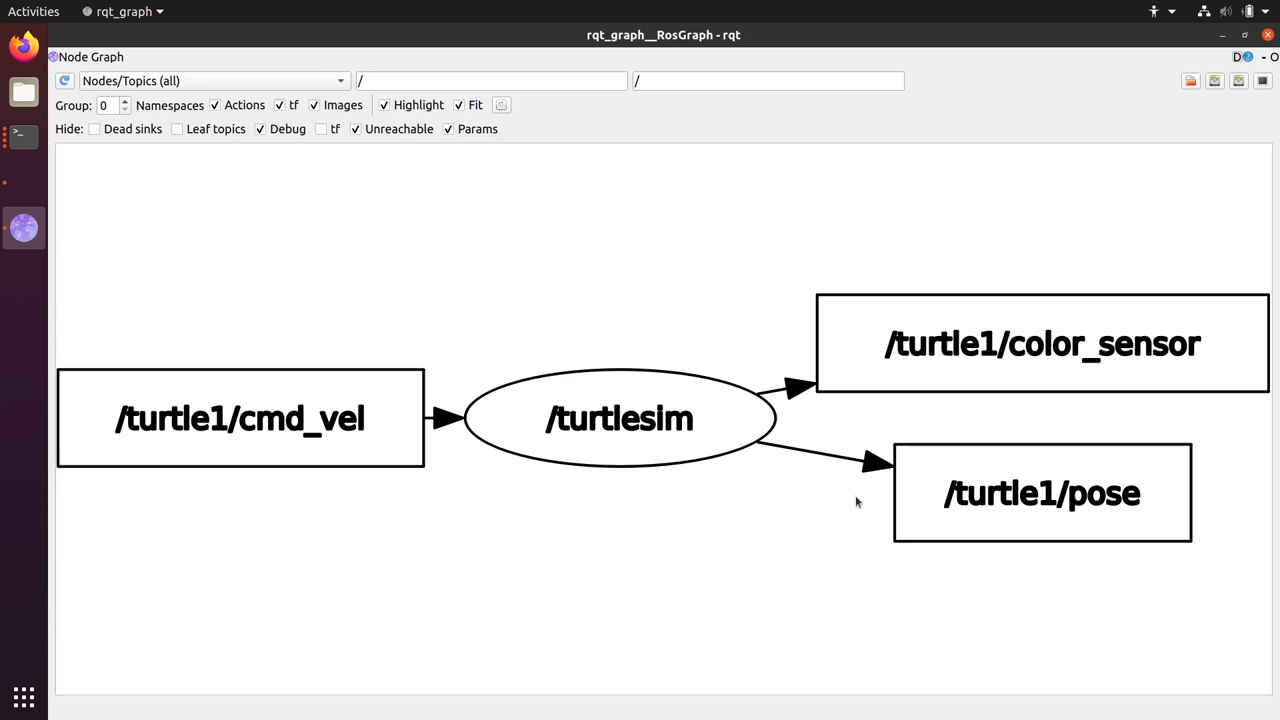 Activities rqt_graph
rqt_graph__RosGraph - rqt
Node Graph D - O
Nodes/Topics (all) / /
Group: 0 Namespaces Actions tf Images Highlight Fit
Hide: Dead sinks Leaf topics Debug tf Unreachable Params
/turtle1/color_sensor
/turtle1/cmd_vel /turtlesim
/turtle1/pose